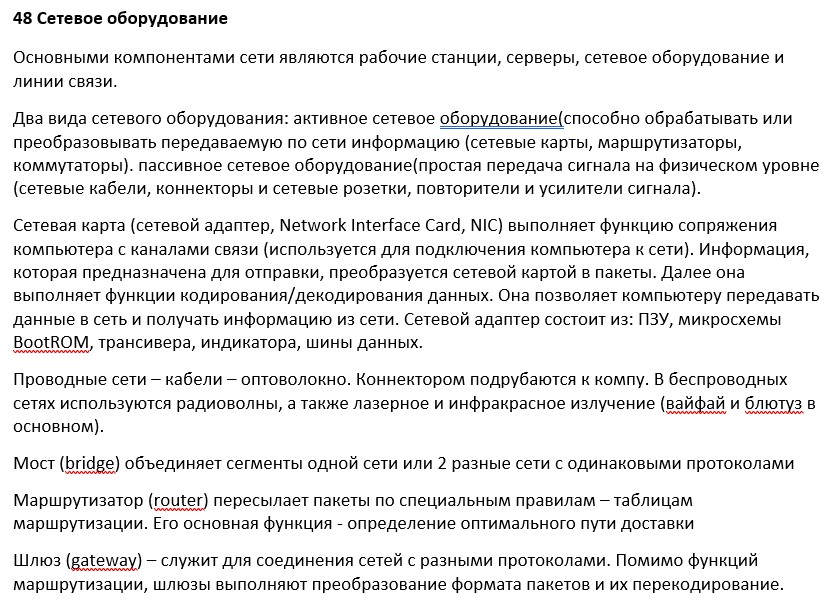 48 Сетевое оборудование
Основными компонентами сети являются рабочие станции, серверы, сетевое оборудование и
линии связи.
Два вида сетевого оборудования: активное сетевое оборудование(способно обрабатывать или
преобразовывать передаваемую по сети информацию (сетевые карты, маршрутизаторы,
коммутаторы). пассивное сетевое оборудование(простая передача сигнала на физическом уровне
(сетевые кабели, коннекторы и сетевые розетки, повторители и усилители сигнала).
Сетевая карта (сетевой адаптер, Network Interface Card, NIC) выполняет функцию сопряжения
компьютера с каналами связи (используется для подключения компьютера к сети). Информация,
которая предназначена для отправки, преобразуется сетевой картой в пакеты. Далее она
выполняет функции кодирования/декодирования данных. Она позволяет компьютеру передавать
данные в сеть и получать информацию из сети. Сетевой адаптер состоит из: ПЗУ, микросхемы
BootROM, трансивера, индикатора, шины данных.
Проводные сети – кабели – оптоволокно. Коннектором подрубаются к компу. В беспроводных
сетях используются радиоволны, а также лазерное и инфракрасное излучение (вайфай и блютуз в
основном).
Мост (bridge) объединяет сегменты одной сети или 2 разные сети с одинаковыми протоколами
Маршрутизатор (router) пересылает пакеты по специальным правилам – таблицам
маршрутизации. Его основная функция - определение оптимального пути доставки
Шлюз (gateway) – служит для соединения сетей с разными протоколами. Помимо функций
маршрутизации, шлюзы выполняют преобразование формата пакетов и их перекодирование.